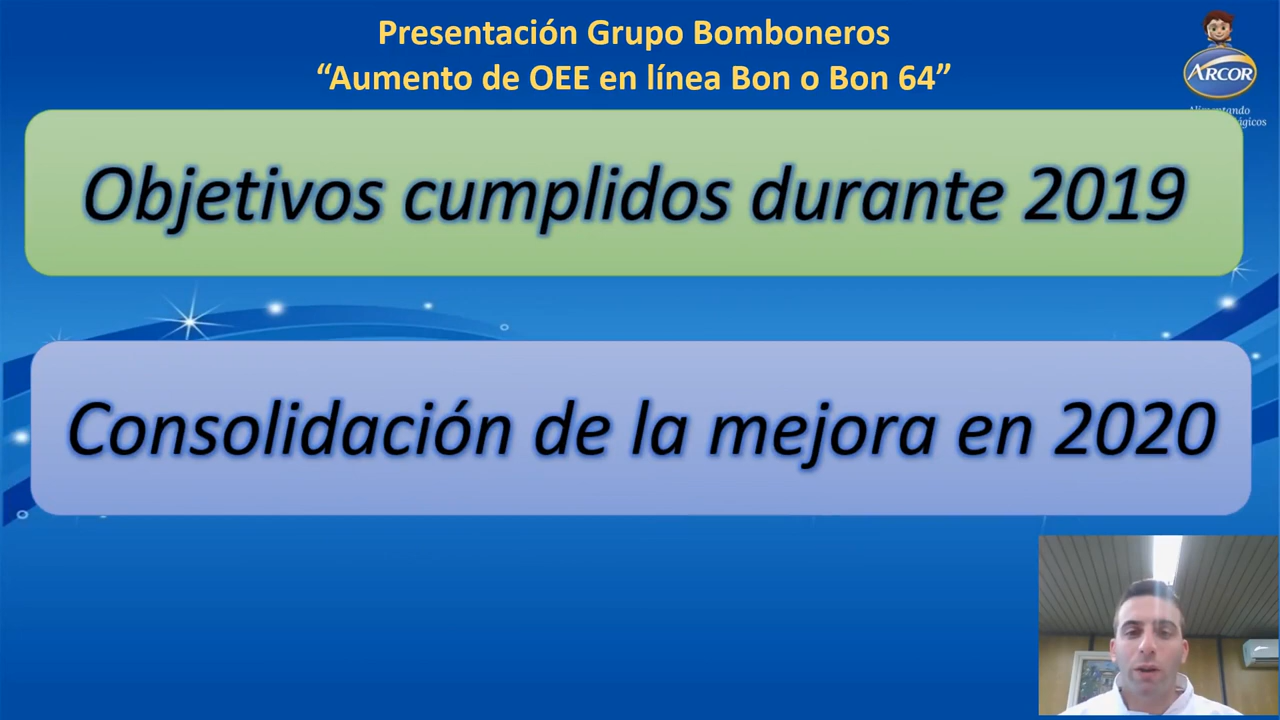 Presentación Grupo Bomboneros
“Aumento de OEE en línea Bon o Bon 64”
ARCOR
Objetivos cumplidos durante 2019
Consolidación de la mejora en 2020